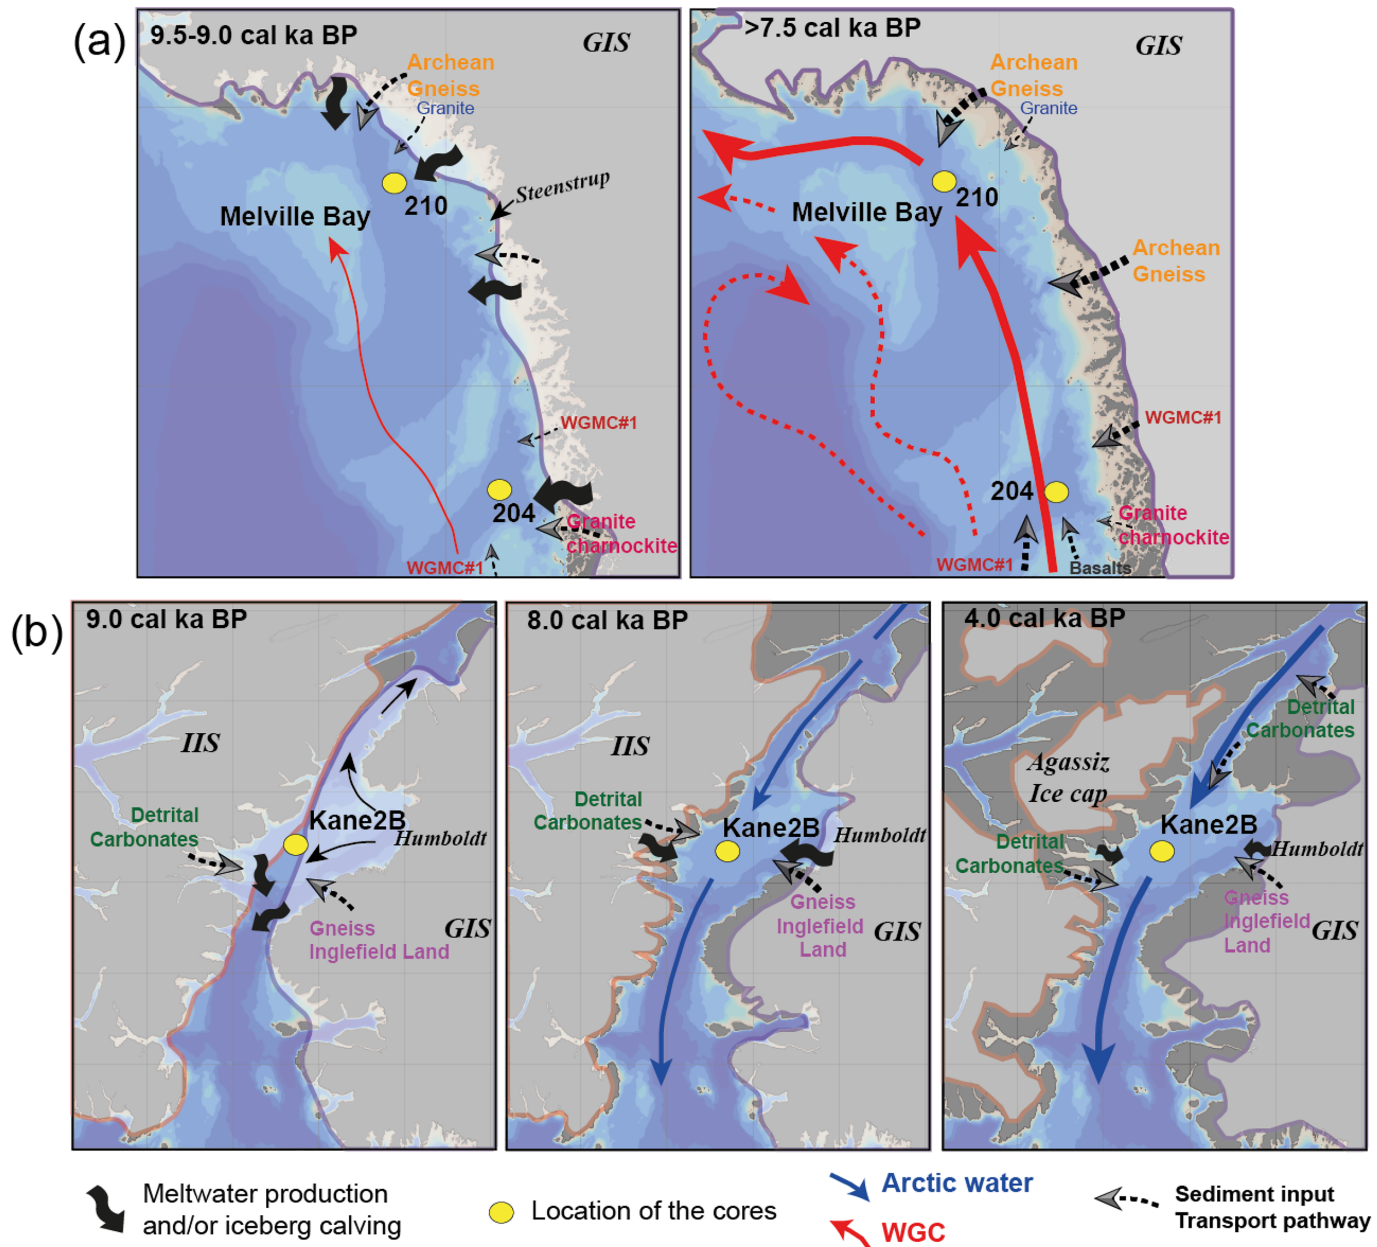 (a)
9.5-9.0 cal ka BP
GIS
Archean
Gneiss
Granite
Steenstrup
210
Melville Bay
WGMC#1
204
Granite
charnockite
WGMC#1
>7.5 cal ka BP
GIS
Archean
Gneiss
Granite
210
Melville Bay
Archean
Gneiss
WGMC#1
204
Granite
charnockite
WGMC#1
Basalts
(b)
9.0 cal ka BP
IIS
Detrital
Carbonates
Kane2B
Humboldt
Gneiss
Inglefield Land
GIS
8.0 cal ka BP
IIS
Detrital
Carbonates
Kane2B
Humboldt
Gneiss
Inglefield
Land
GIS
4.0 cal ka BP
Detrital
Carbonates
Agassiz
Ice cap
Kane2B
Detrital
Carbonates
Humboldt
Gneiss
Inglefield
Land
GIS
Meltwater production
and/or iceberg calving
Location of the cores
Arctic water
WGC
Sediment input
Transport pathway